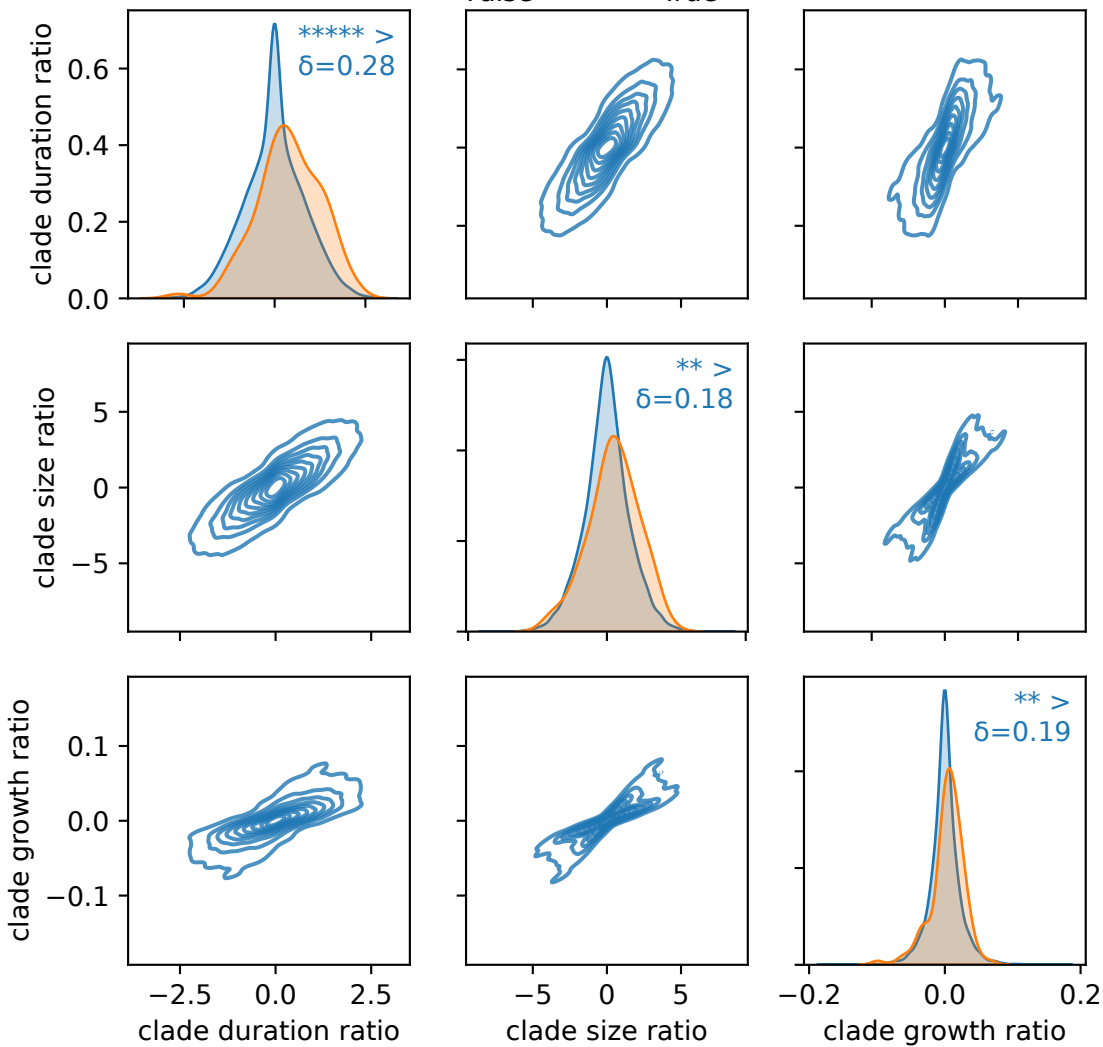 ***** >
δ=0.28
clade duration ratio
0.6
0.4
0.2
0.0
** >
δ=0.18
clade size ratio
5
0
−5
** >
δ=0.19
clade growth ratio
0.1
0.0
−0.1
−2.5 0.0 2.5
clade duration ratio
−5 0 5
clade size ratio
−0.2 0.0 0.2
clade growth ratio